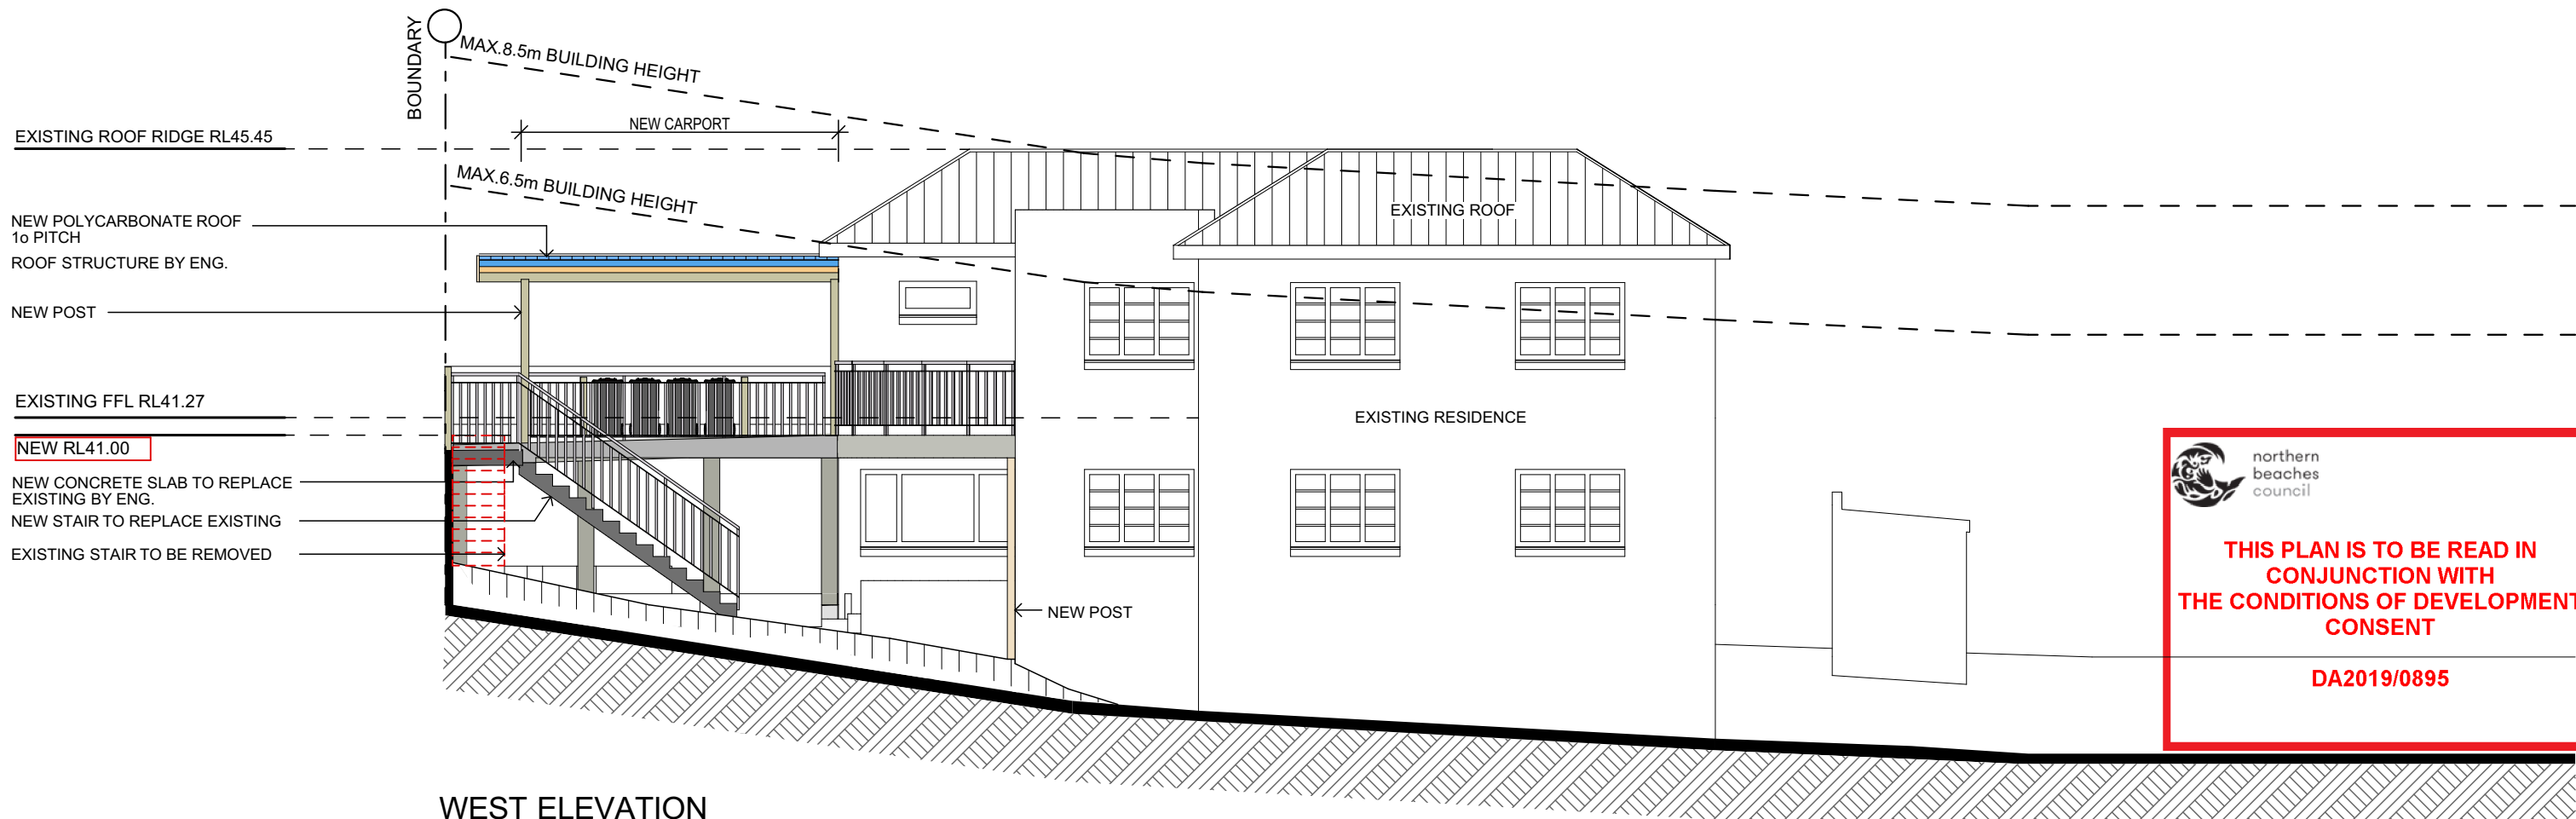 BOUNDARY
MAX.8.5m BUILDING HEIGHT
EXISTING ROOF RIDGE RL45.45
NEW CARPORT
MAX.6.5m BUILDING HEIGHT
NEW POLYCARBONATE ROOF
1o PITCH
ROOF STRUCTURE BY ENG.
EXISTING ROOF
NEW POST
EXISTING FFL RL41.27
EXISTING RESIDENCE
NEW RL41.00
NEW CONCRETE SLAB TO REPLACE
EXISTING BY ENG.
NEW STAIR TO REPLACE EXISTING
EXISTING STAIR TO BE REMOVED
NEW POST
northern
beaches
council
THIS PLAN IS TO BE READ IN
CONJUNCTION WITH
THE CONDITIONS OF DEVELOPMENT
CONSENT
DA2019/0895
WEST ELEVATION